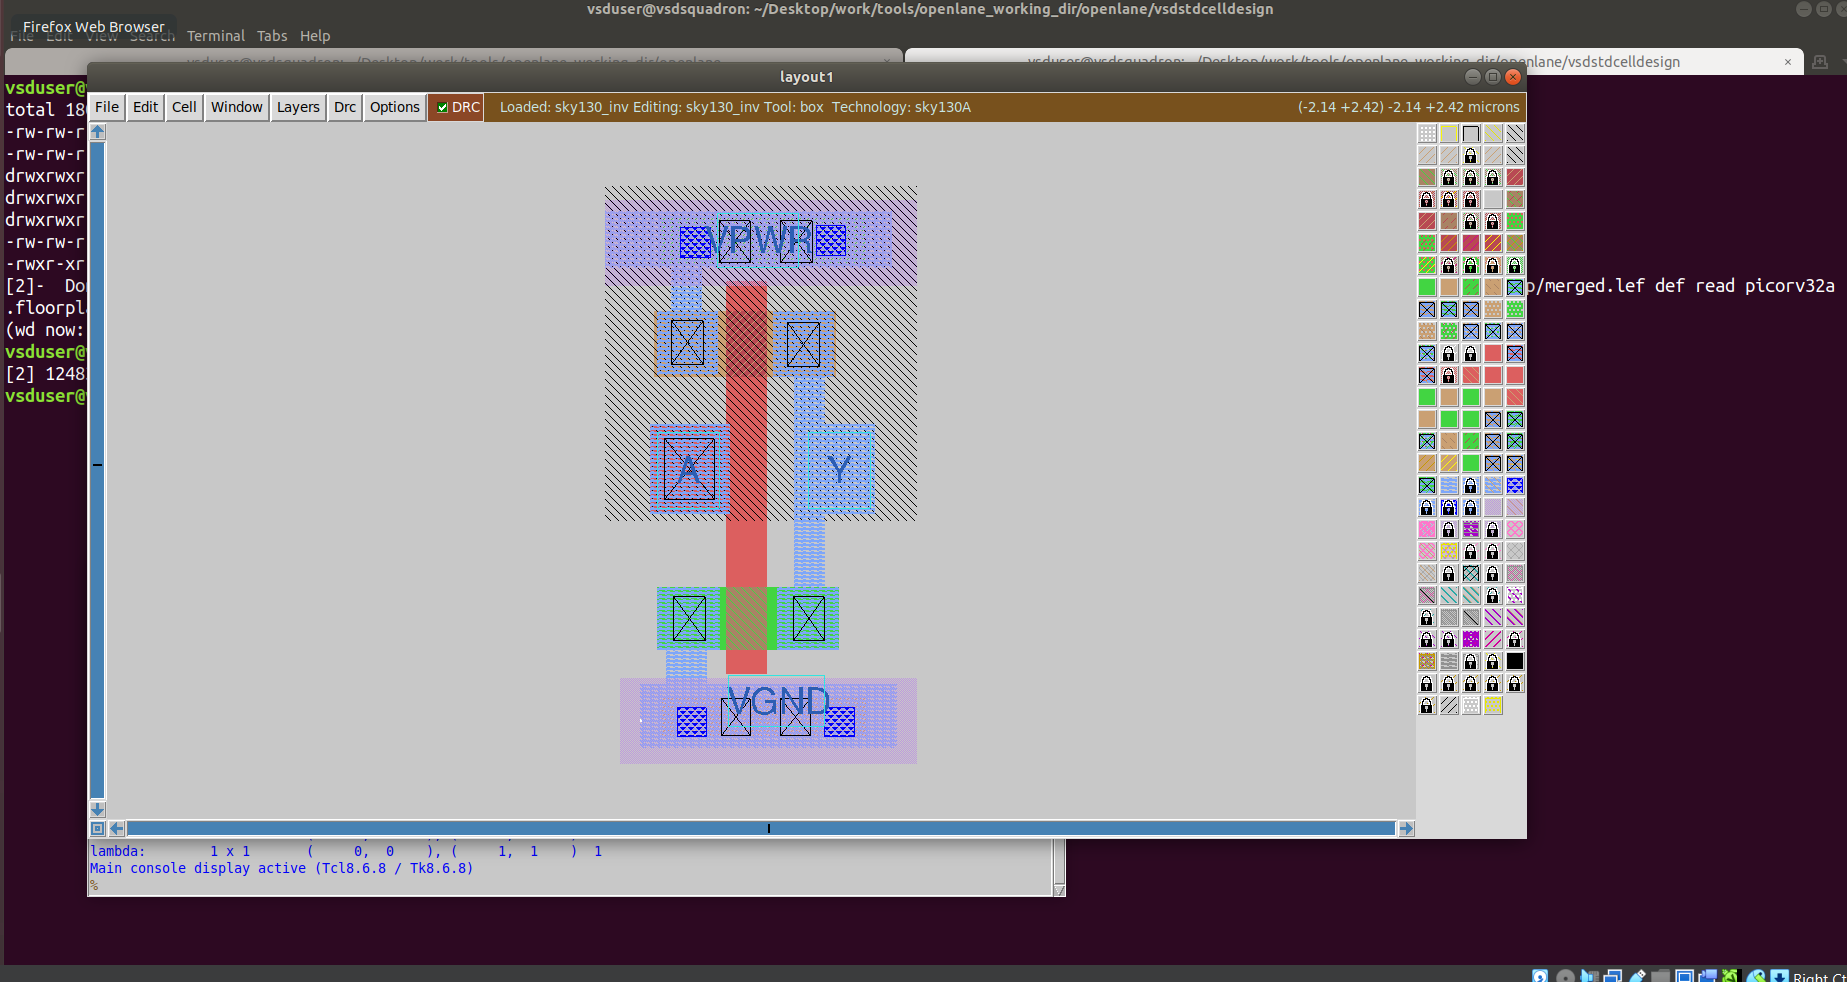 vsduser@vsdsquadron: ~/Desktop/work/tools/openlane_working_dir/openlane/vsdstdcelldesign
Firefox Web Browser
File Edit View Search Terminal Tabs Help
vsduser@vsdsquadron: ~/Desktop/work/tools/openlane_working_dir/openlane
vsduser@vsdsquadron: ~/Desktop/work/tools/openlane_working_dir/openlane/vsdstdcelldesign
layout1
File Edit Cell Window Layers Drc Options DRC Loaded: sky130_inv Editing: sky130_inv Tool: box Technology: sky130A (-2.14 +2.42) -2.14 +2.42 microns
vsduser@
total 18
-rw-rw-r
-rw-rw-r
drwxrwxr
drwxrwxr
drwxrwxr
-rw-rw-r
-rwxr-xr
[2]- Do p/merged.lef def read picorv32a
.floorpl
(wd now:
vsduser@
[2] 1248
vsduser@
VPWR
A
Y
VGND
lambda: 1 x 1 ( 0, 0 ), ( 1, 1 ) 1
Main console display active (Tcl8.6.8 / Tk8.6.8)
%
Right Ct